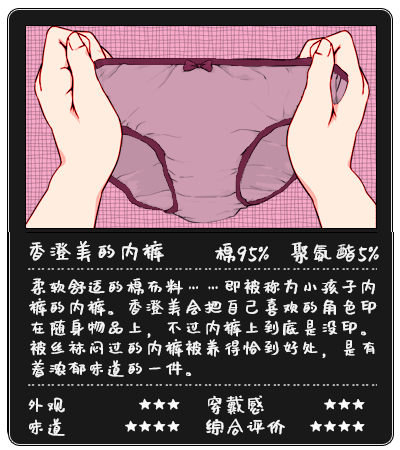 香澄美的内裤 棉95% 聚氨酯5%
柔软舒适的棉布料……即被称为小孩子内
裤的内裤。香澄美会把自己喜欢的角色印
在随身物品上，不过内裤上到底是没印。
被丝袜闷过的内裤被养得恰到好处，是有
着浓郁味道的一件。
外观 ★★★ 穿戴感 ★★★
味道 ★★★★ 综合评价 ★★★★